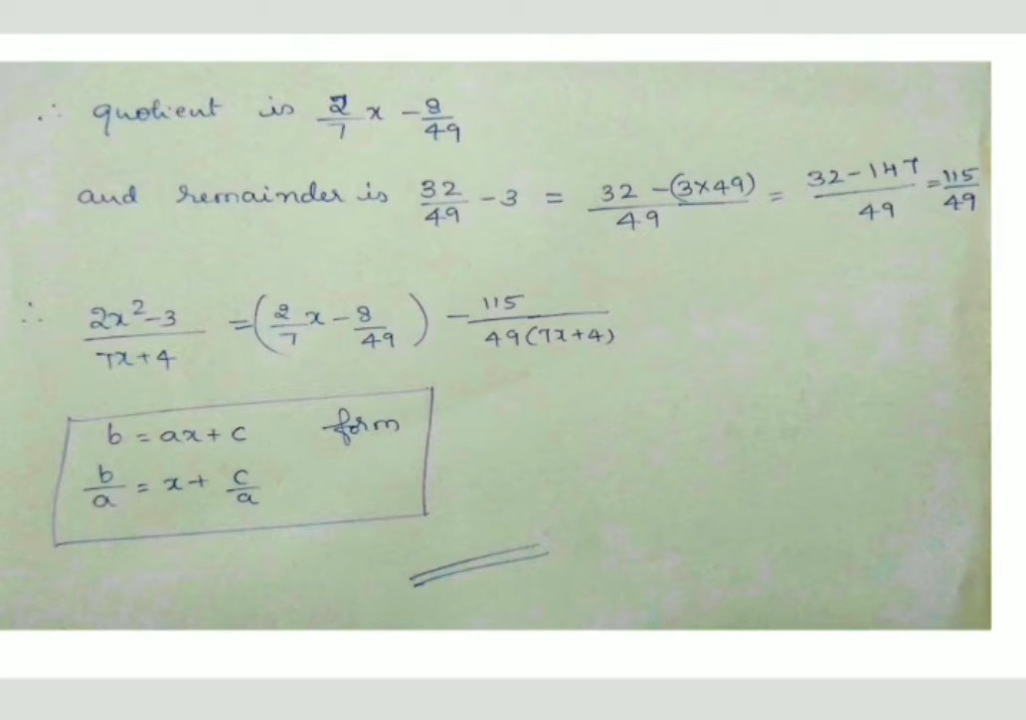 ∴ quotient is 2/7 x - 8/49
and remainder is 32/49 - 3 = 32 - (3×49)/49 = 32 - 147/49 = 115/49
∴ 2x² - 3/7x + 4 = (2/7 x - 8/49) - 115/49(7x+4)
b = ax + c form
b/a = x + c/a